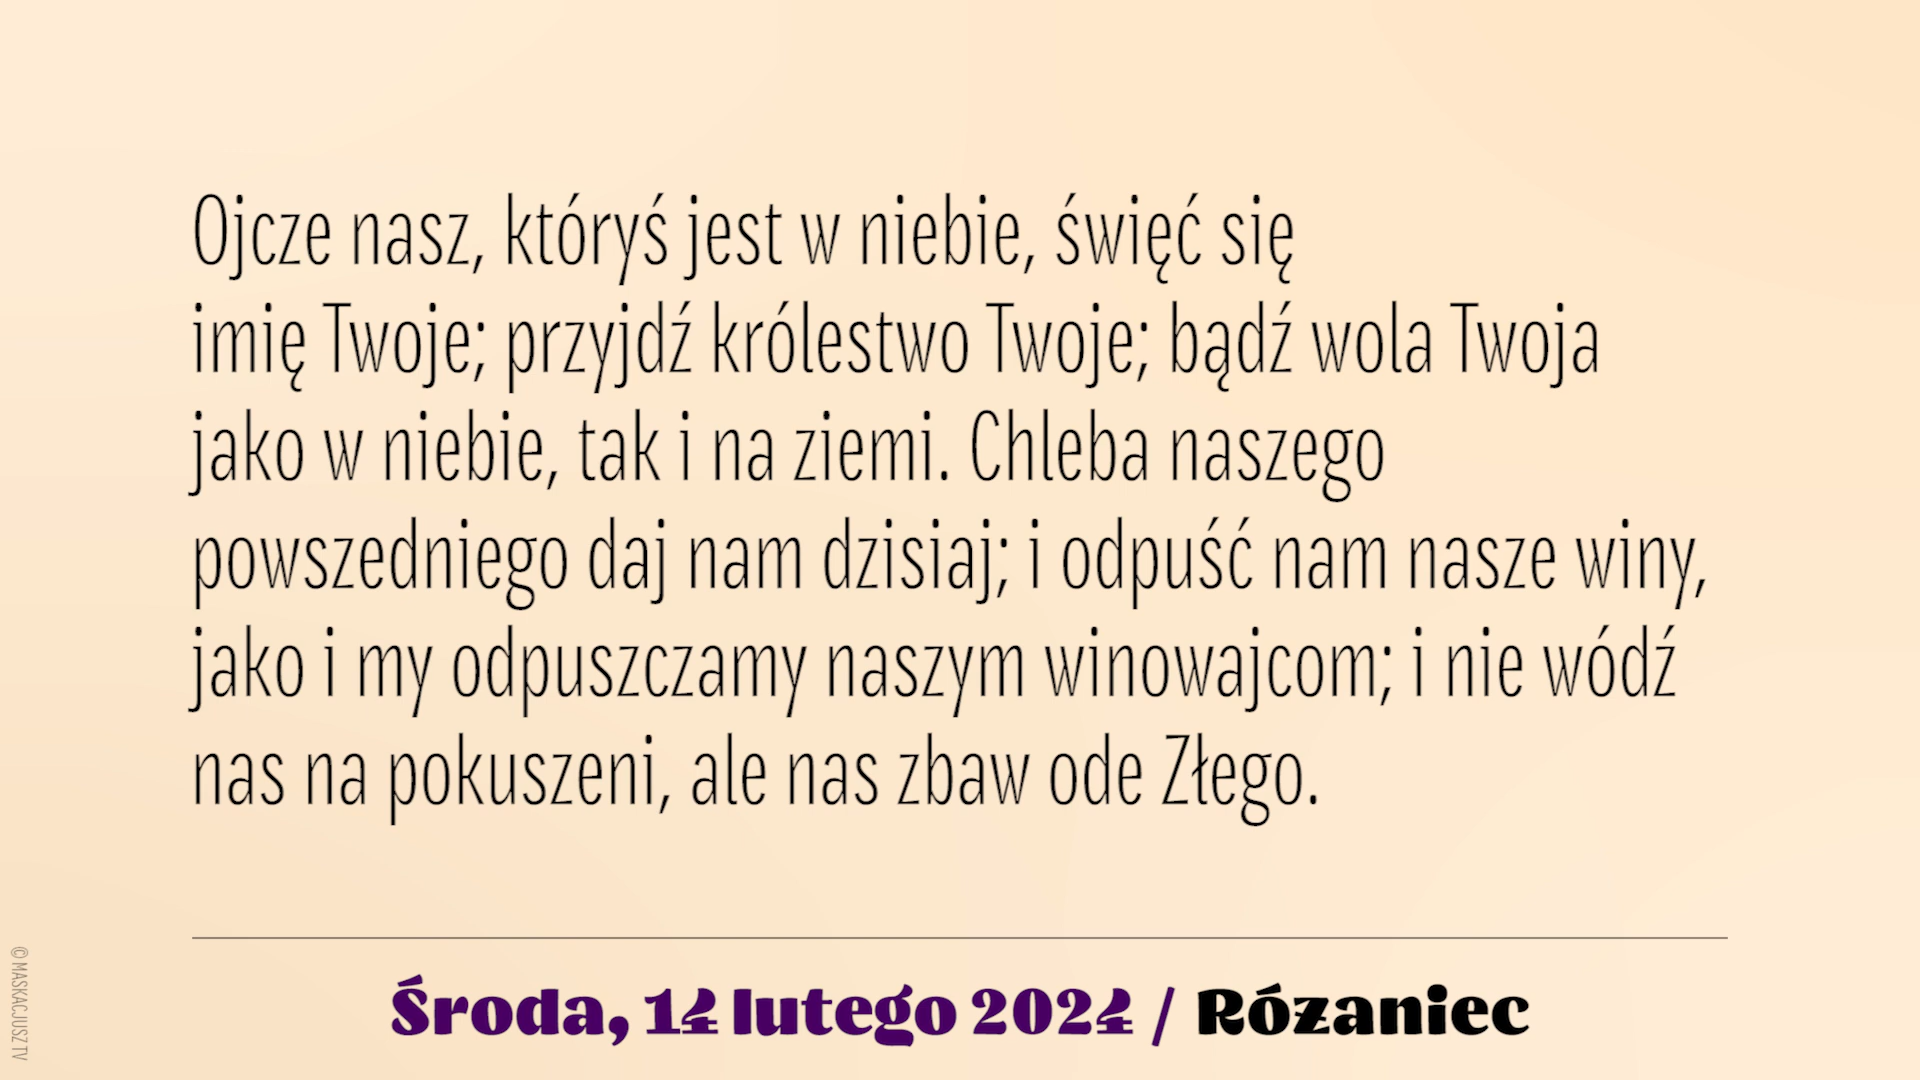 Ojcze nasz, któryś jest w niebie, święć się
imię Twoje; przyjdź królestwo Twoje; bądź wola Twoja
jako w niebie, tak i na ziemi. Chleba naszego
powszedniego daj nam dzisiaj; i odpuść nam nasze winy,
jako i my odpuszczamy naszym winowajcom; i nie wódź
nas na pokuszeni, ale nas zbaw ode Złego.
Środa, 14 lutego 2024 / Różaniec
© MASKACJUSZ TV